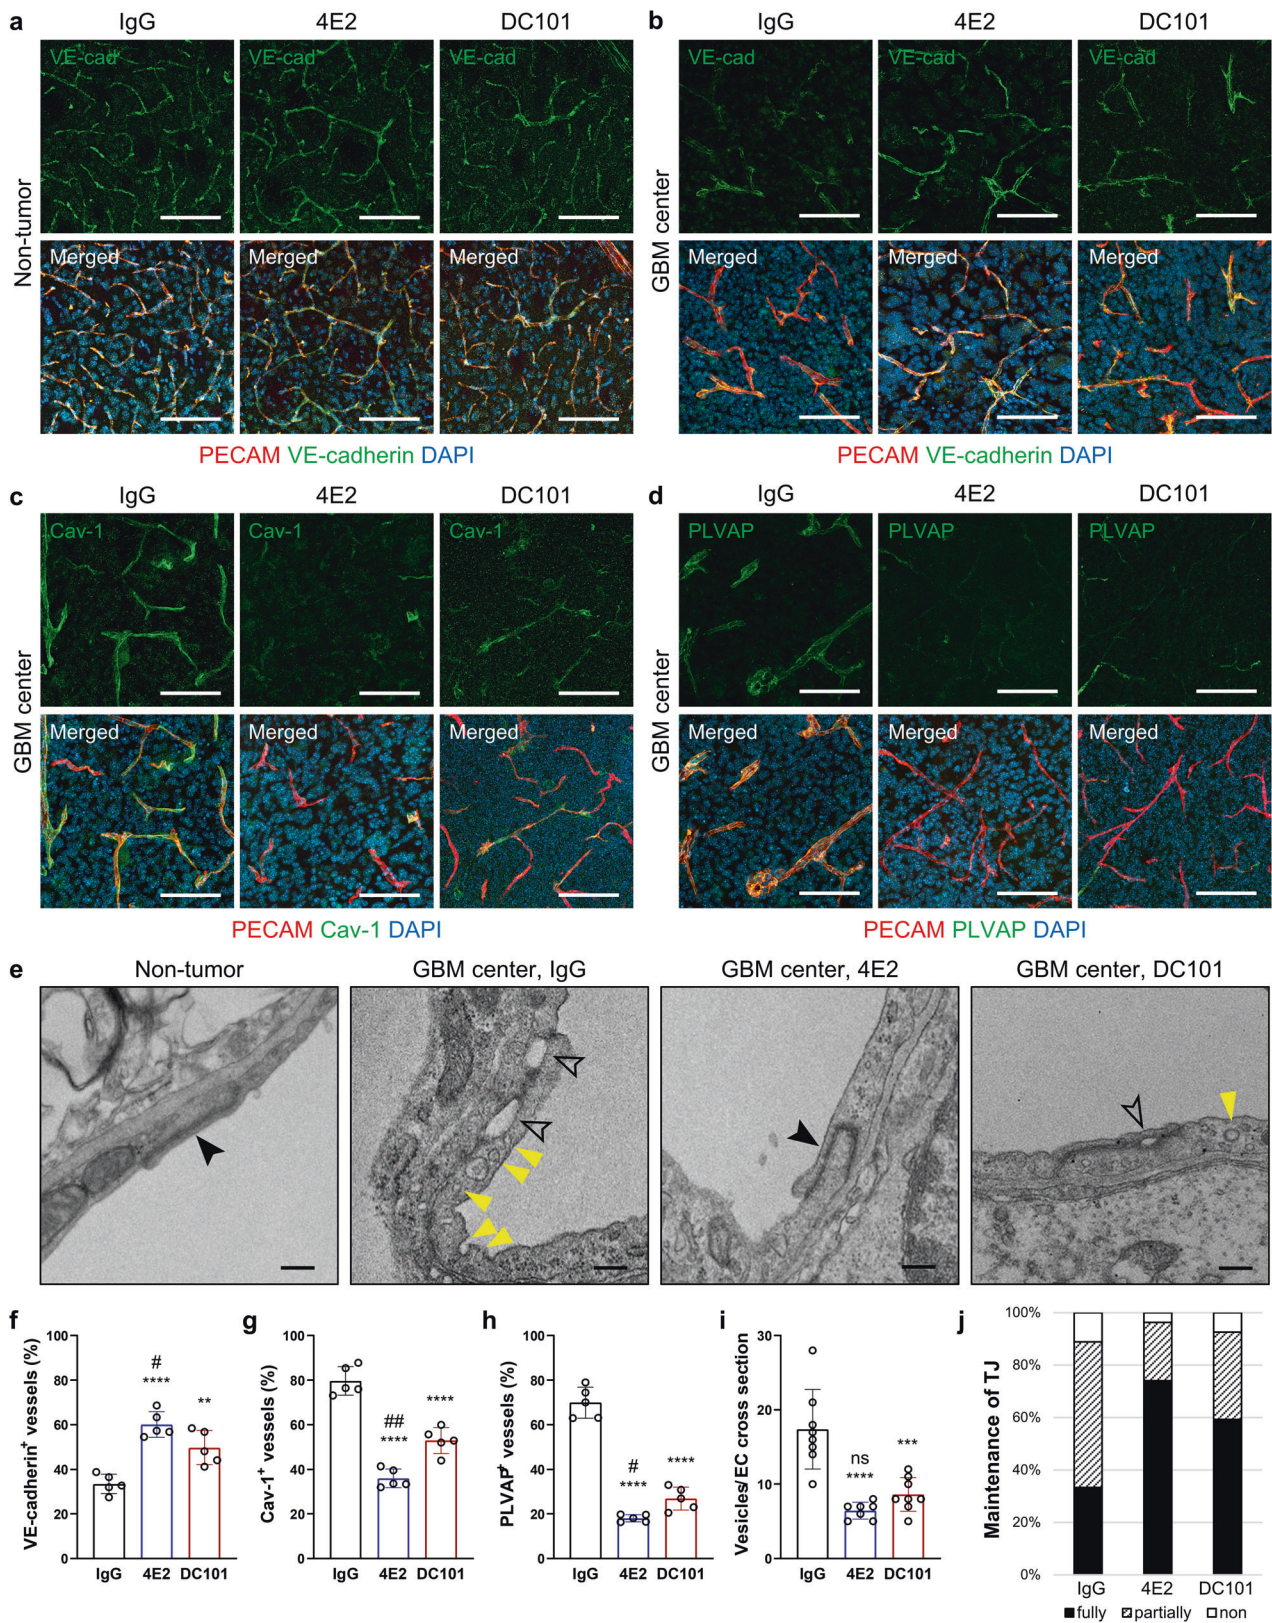 a IgG 4E2 DC101
VE-cad VE-cad VE-cad
Non-tumor
Merged Merged Merged
PECAM VE-cadherin DAPI
b IgG 4E2 DC101
VE-cad VE-cad VE-cad
GBM center
Merged Merged Merged
PECAM VE-cadherin DAPI
c IgG 4E2 DC101
Cav-1 Cav-1 Cav-1
GBM center
Merged Merged Merged
PECAM Cav-1 DAPI
d IgG 4E2 DC101
PLVAP PLVAP PLVAP
GBM center
Merged Merged Merged
PECAM PLVAP DAPI
e Non-tumor GBM center, IgG GBM center, 4E2 GBM center, DC101
f
VE-cadherin+ vessels (%)
100
80
60
40
20
0
#
**** **
IgG 4E2 DC101
g
Cav-1+ vessels (%)
100
80
60
40
20
0
##
**** ****
IgG 4E2 DC101
h
PLVAP+ vessels (%)
100
80
60
40
20
0
#
**** ****
IgG 4E2 DC101
i
Vesicles/EC cross section
30
20
10
0
ns
**** ***
IgG 4E2 DC101
j
Maintenance of TJ
100%
80%
60%
40%
20%
0%
IgG 4E2 DC101
fully partially non